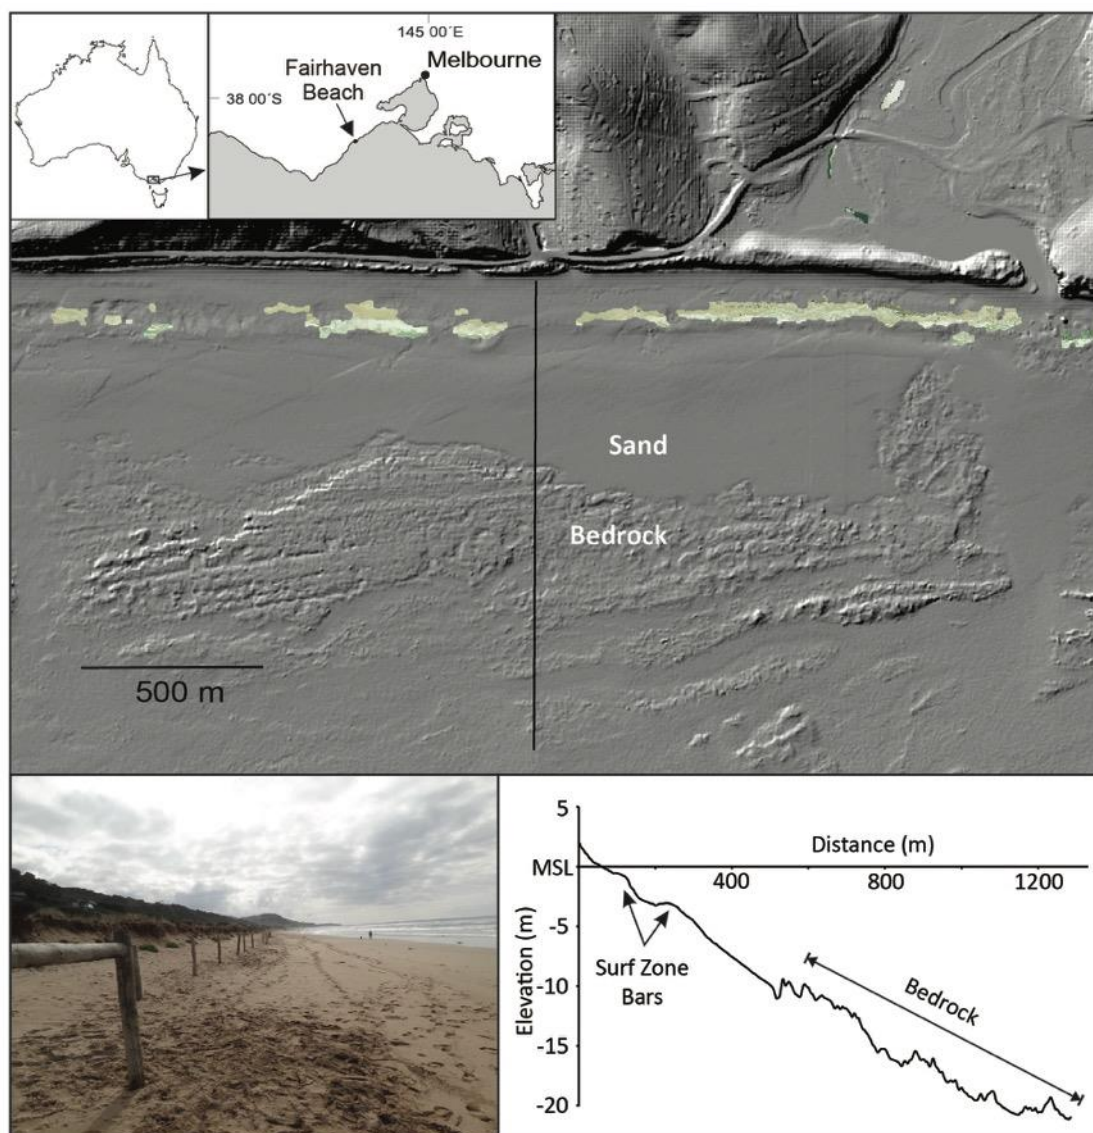 145 00'E
Melbourne
Fairhaven
Beach
38 00'S
Sand
Bedrock
500 m
5
Distance (m)
MSL
400
800
1200
-5
Surf Zone
Bars
-10
Bedrock
-15
-20
Elevation (m)